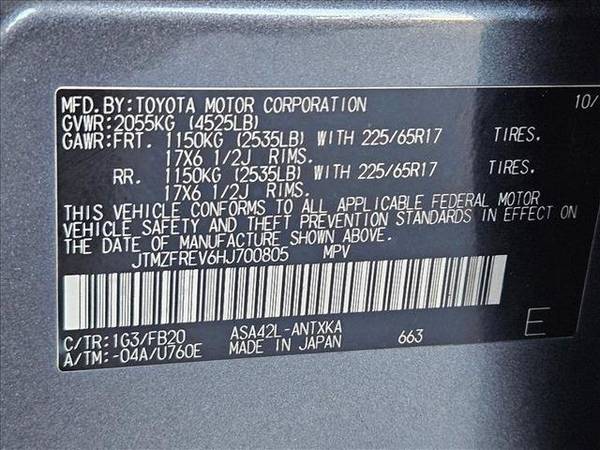 MFD.BY:TOYOTA MOTOR CORPORATION 10/
GVWR:2055KG (4525LB)
GAWR:FRT. 1150KG (2535LB) WITH 225/65R17 TIRES.
17X6 1/2J RIMS.
RR. 1150KG (2535LB) WITH 225/65R17 TIRES.
17X6 1/2J RIMS.
THIS VEHICLE CONFORMS TO ALL APPLICABLE FEDERAL MOTOR
VEHICLE SAFETY AND THEFT PREVENTION STANDARDS IN EFFECT ON
THE DATE OF MANUFACTURE SHOWN ABOVE.
JTMZFREV6HJ700805 MPV
C/TR:1G3/FB20 ASA42L-ANTXKA 663 E
A/TM:-04A/U760E MADE IN JAPAN